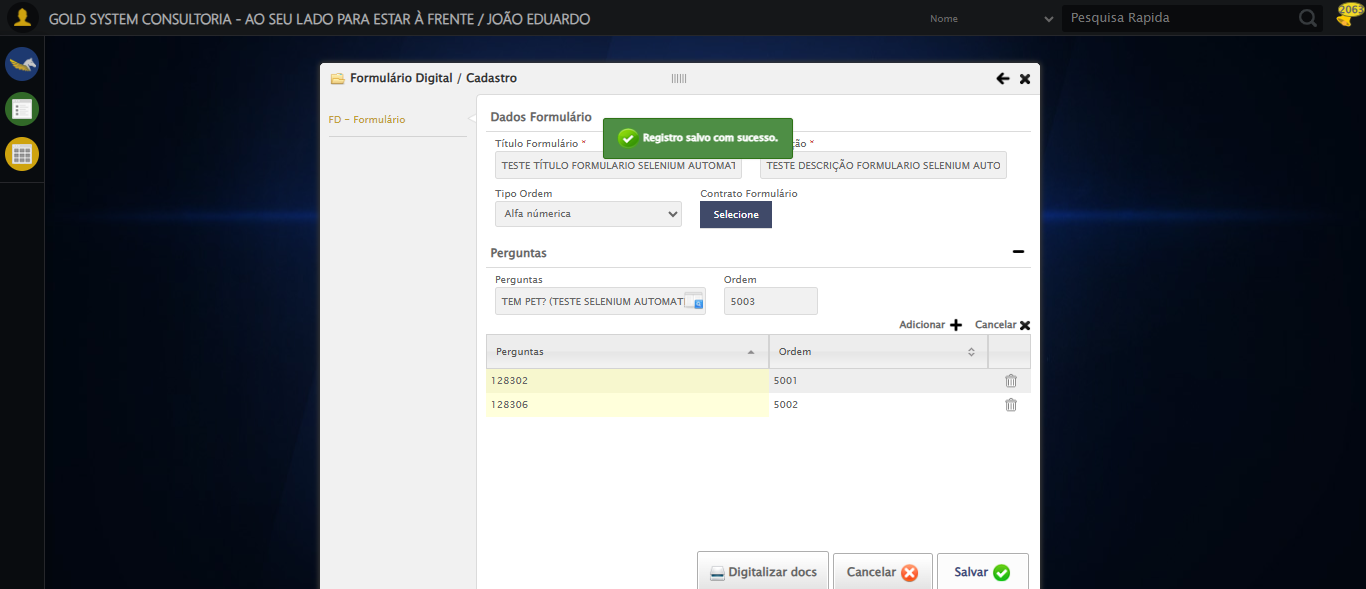 GOLD SYSTEM CONSULTORIA - AO SEU LADO PARA ESTAR À FRENTE / JOÃO EDUARDO
Nome
Pesquisa Rapida
2063
Formulário Digital / Cadastro
FD - Formulário
Dados Formulário
Registro salvo com sucesso.
Título Formulário *
ão *
TESTE TÍTULO FORMULARIO SELENIUM AUTOMAT
TESTE DESCRIÇÃO FORMULARIO SELENIUM AUTO
Tipo Ordem
Contrato Formulário
Alfa númerica
Selecione
Perguntas
Perguntas
Ordem
TEM PET? (TESTE SELENIUM AUTOMATI
5003
Adicionar
Cancelar
Perguntas
Ordem
128302
5001
128306
5002
Digitalizar docs
Cancelar
Salvar